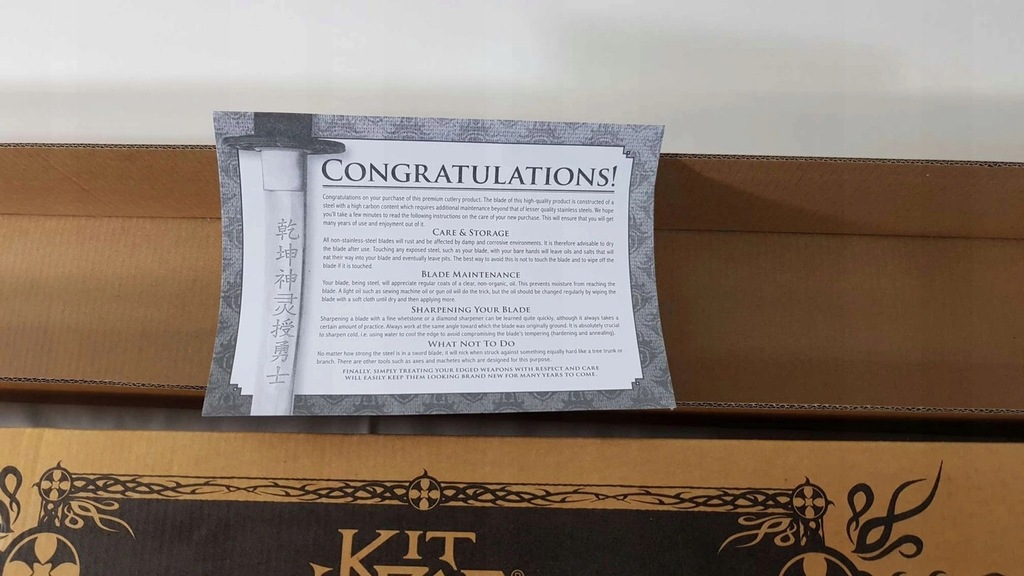 CONGRATULATIONS!
Congratulations on your purchase of this premium cutlery product. The blade of this high-quality product is constructed of a
steel with a high carbon content which requires additional maintenance beyond that of lesser quality stainless steels. We hope
you'll take a few minutes to read the following instructions on the care of your new purchase. This will ensure that you will get
many years of use and enjoyment out of it.
CARE & STORAGE
All non-stainless-steel blades will rust and be affected by damp and corrosive environments. It is therefore advisable to dry
the blade after use. Touching any exposed steel, such as your blade, with your bare hands will leave oils and salts that will
eat their way into your blade and eventually leave pits. The best way to avoid this is not to touch the blade and to wipe off the
blade if it is touched.
BLADE MAINTENANCE
Your blade, being steel, will appreciate regular coats of a clear, non-organic, oil. This prevents moisture from reaching the
blade. A light oil such as sewing machine oil or gun oil will do the trick, but the oil should be changed regularly by wiping the
blade with a soft cloth until dry and then applying more.
SHARPENING YOUR BLADE
Sharpening a blade with a fine whetstone or a diamond sharpener can be learned quite quickly, although it always takes a
certain amount of practice. Always work at the same angle toward which the blade was originally ground. It is absolutely crucial
to sharpen cold, i.e. using water to cool the edge to avoid compromising the blade's tempering (hardening and annealing).
WHAT NOT TO DO
No matter how strong the steel is in a sword blade, it will nick when struck against something equally hard like a tree trunk or
branch. There are other tools such as axes and machetes which are designed for this purpose.
FINALLY, SIMPLY TREATING YOUR EDGED WEAPONS WITH RESPECT AND CARE
WILL EASILY KEEP THEM LOOKING BRAND NEW FOR MANY YEARS TO COME.
乾坤神灵授勇士
KIT